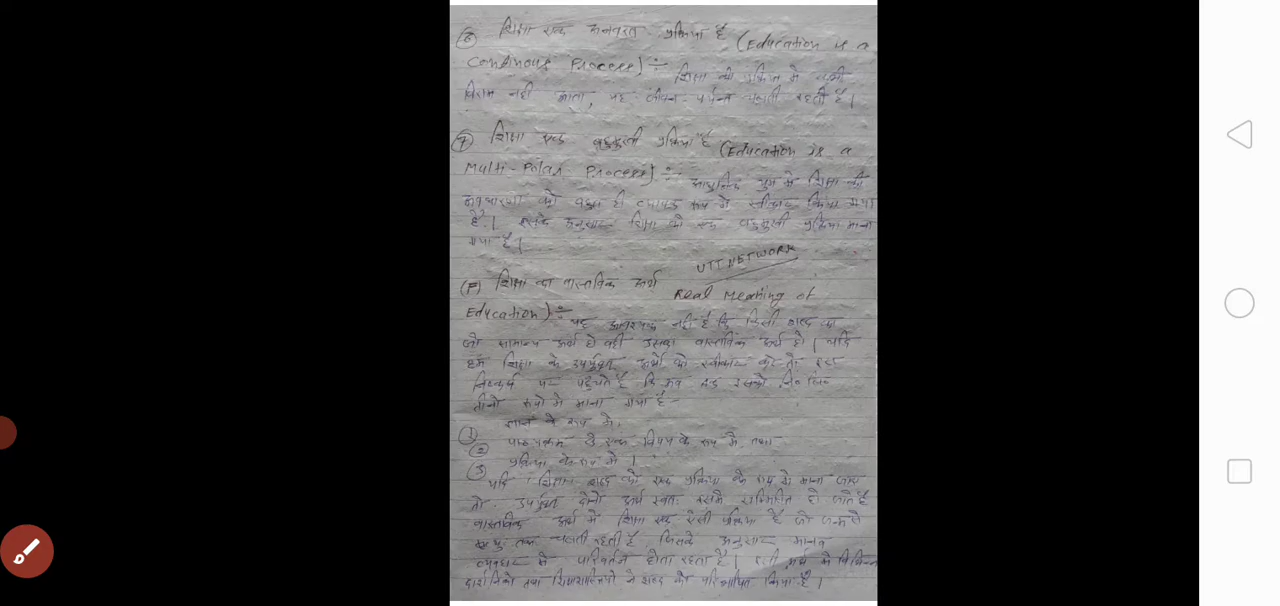 ⑥ शिक्षा एक अनवरत प्रक्रिया है (Education is a
Continous Process) ÷
शिक्षा की प्रक्रिया में कभी
विराम नहीं आता, यह जीवन-पर्यन्त चलती रहती है।
⑦ शिक्षा एक बहुमुखी प्रक्रिया है (Education is a
Multi-Polar Process) ÷
आधुनिक युग में शिक्षा की
अवधारणा को बहुत ही व्यापक रूप में स्वीकार किया गया
है। इसके अनुसार शिक्षा को एक बहुमुखी प्रक्रिया माना
गया है।
UTT NETWORK
(F) शिक्षा का वास्तविक अर्थ Real Meaning of
Education) ÷
यह आवश्यक नहीं है कि किसी शब्द का
जो सामान्य अर्थ हो वही उसका वास्तविक अर्थ हो। यदि
हम शिक्षा के उपर्युक्त अर्थों को स्वीकार करें तो इस
निष्कर्ष पर पहुंचते है कि अब तक इसको
तीनों रूपो में माना गया है-
① ज्ञान के रूप में,
② पाठ्यक्रम के एक विषय के रूप में, तथा
③ प्रक्रिया के रूप में।
यदि शिक्षा शब्द को एक प्रक्रिया के रूप में माना जाय
तो उपर्युक्त दोनों अर्थ स्वतः इसमें सम्मिलित हो जाते है
वास्तविक अर्थ में शिक्षा एक ऐसी प्रक्रिया है जो जन्म से
मृत्यु तक चलती रहती है, जिसके अनुसार मानव
व्यवहार में परिवर्तन होता रहता है। इसी अर्थ को विभिन्न
दार्शनिको तथा शिक्षाशास्त्रियों ने शब्द को परिभाषित किया है।